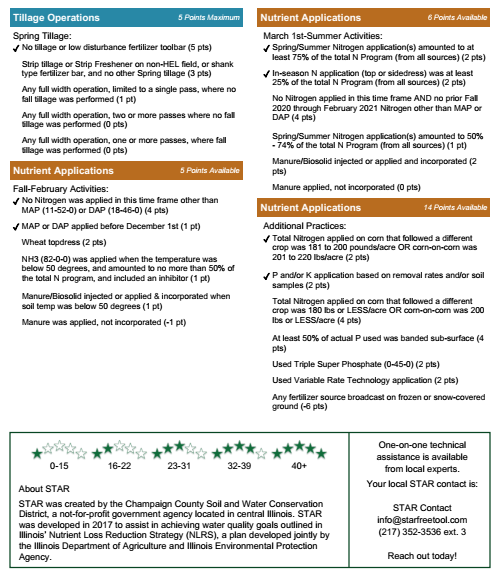 Tillage Operations 5 Points Maximum
Spring Tillage:
✓ No tillage or low disturbance fertilizer toolbar (5 pts)
Strip tillage or Strip Freshener on non-HEL field, or shank
type fertilizer bar, and no other Spring tillage (3 pts)
Any full width operation, limited to a single pass, where no
fall tillage was performed (1 pt)
Any full width operation, two or more passes where no fall
tillage was performed (0 pts)
Any full width operation, one or more passes, where fall
tillage was performed (0 pts)
Nutrient Applications 5 Points Available
Fall-February Activities:
✓ No Nitrogen was applied in this time frame other than
MAP (11-52-0) or DAP (18-46-0) (4 pts)
✓ MAP or DAP applied before December 1st (1 pt)
Wheat topdress (2 pts)
NH3 (82-0-0) was applied when the temperature was
below 50 degrees, and amounted to no more than 50% of
the total N program, and included an inhibitor (1 pt)
Manure/Biosolid injected or applied & incorporated when
soil temp was below 50 degrees (1 pts)
Manure was applied, not incorporated (-1 pt)
Nutrient Applications 6 Points Available
March 1st-Summer Activities:
✓ Spring/Summer Nitrogen application(s) amounted to at
least 75% of the total N Program (from all sources) (2 pts)
✓ In-season N application (top or sidedress) was at least
25% of the total N Program (from all sources) (2 pts)
No Nitrogen Applied in this time frame AND no prior Fall
2020 through February 2021 Nitrogen other than MAP or
DAP (4 pts)
Spring/Summer Nitrogen application(s) amounted to 50%
- 74% of the total N Program (from all sources) (1 pt)
Manure/Biosolid injected or applied and incorporated (2
pts)
Manure applied, not incorporated (0 pts)
Nutrient Applications 14 Points Available
Additional Practices:
✓ Total Nitrogen applied on corn that followed a different
crop was 181 to 200 pounds/acre OR corn-on-corn was
201 to 220 lbs/acre (2 pts)
✓ P and/or K application based on removal rates and/or soil
samples (2 pts)
Total Nitrogen applied on corn that followed a different
crop was 180 lbs or LESS/acre OR corn-on-corn was 200
lbs or LESS/acre (4 pts)
At least 50% of actual P used was banded sub-surface (4
pts)
Used Triple Super Phosphate (0-45-0) (2 pts)
Used Variable Rate Technology application (2 pts)
Any fertilizer source broadcast on frozen or snow-covered
ground (-6 pts)
0-15 16-22 23-31 32-39 40+
About STAR
STAR was created by the Champaign County Soil and Water Conservation
District, a not-for-profit government agency located in central Illinois. STAR
was developed in 2017 to assist in achieving water quality goals outlined in
Illinois' Nutrient Loss Reduction Strategy (NLRS), a plan developed jointly by
the Illinois Department of Agriculture and Illinois Environmental Protection
Agency.
One-on-one technical
assistance is available
from local experts.
Your local STAR contact is:
STAR Contact
info@starfreetool.com
(217) 352-3536 ext. 3
Reach out today!